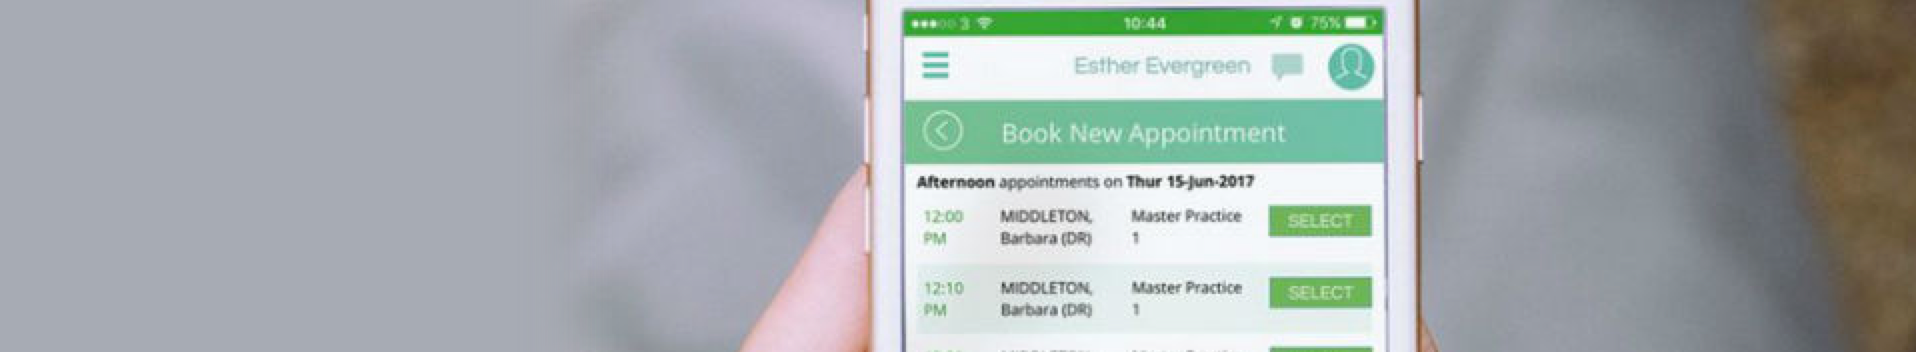 3 10:44 75%
Esther Evergreen
Book New Appointment
Afternoon appointments on Thur 15-Jun-2017
12:00 MIDDLETON, Master Practice SELECT
PM Barbara (DR) 1
12:10 MIDDLETON, Master Practice SELECT
PM Barbara (DR) 1